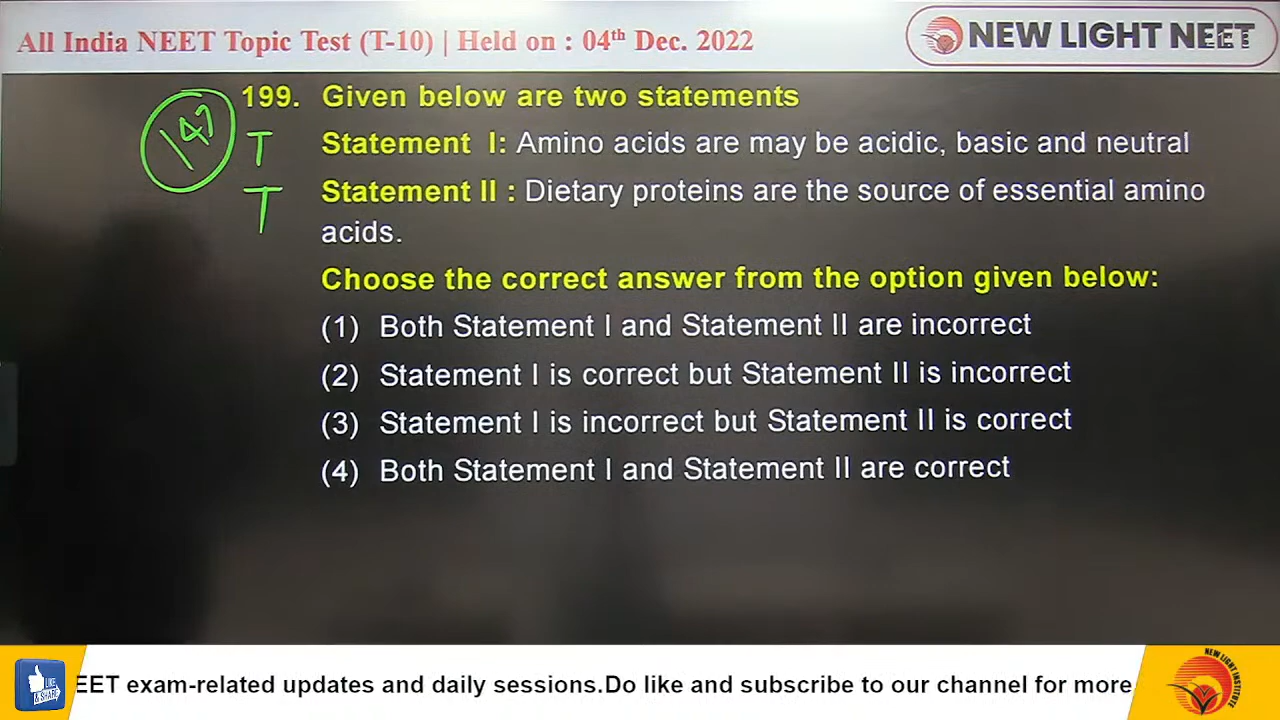 All India NEET Topic Test (T-10) | Held on : 04th Dec. 2022
NEW LIGHT NEET
147
199. Given below are two statements
T Statement I: Amino acids are may be acidic, basic and neutral
T Statement II : Dietary proteins are the source of essential amino
acids.
Choose the correct answer from the option given below:
(1) Both Statement I and Statement II are incorrect
(2) Statement I is correct but Statement II is incorrect
(3) Statement I is incorrect but Statement II is correct
(4) Both Statement I and Statement II are correct
LIKE & SHARE
EET exam-related updates and daily sessions.Do like and subscribe to our channel for more
NEW LIGHT INSTITUTE